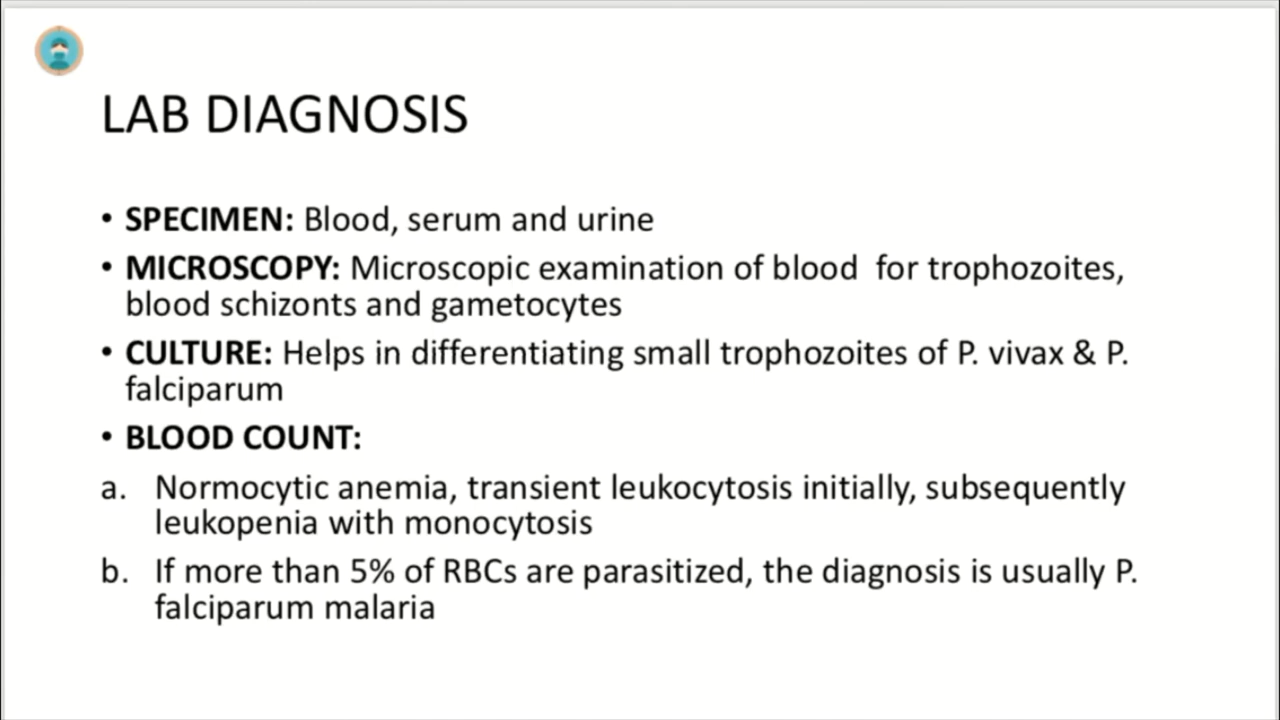 LAB DIAGNOSIS
• SPECIMEN: Blood, serum and urine
• MICROSCOPY: Microscopic examination of blood  for trophozoites,
blood schizonts and gametocytes
• CULTURE: Helps in differentiating small trophozoites of P. vivax & P.
falciparum
• BLOOD COUNT:
a. Normocytic anemia, transient leukocytosis initially, subsequently
leukopenia with monocytosis
b. If more than 5% of RBCs are parasitized, the diagnosis is usually P.
falciparum malaria